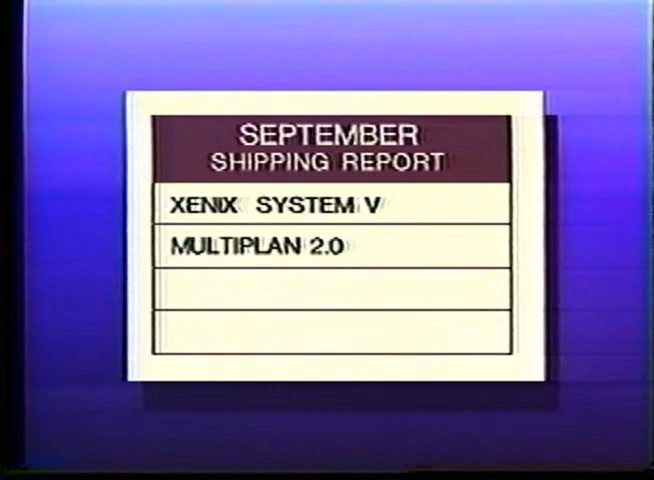 SEPTEMBER
SHIPPING REPORT
XENIX SYSTEM V
MULTIPLAN 2.0